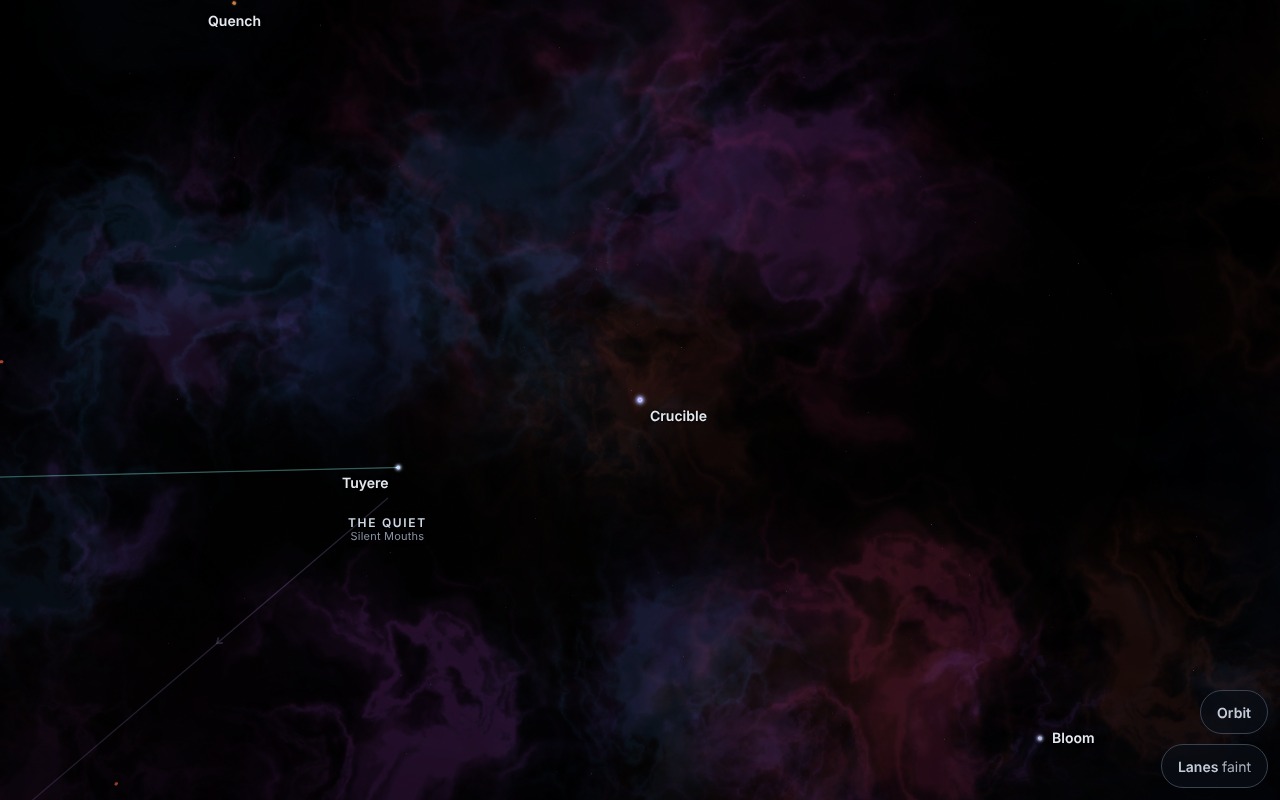 Quench
Crucible
Tuyere
THE QUIET
Silent Mouths
Orbit
Bloom
Lanes faint